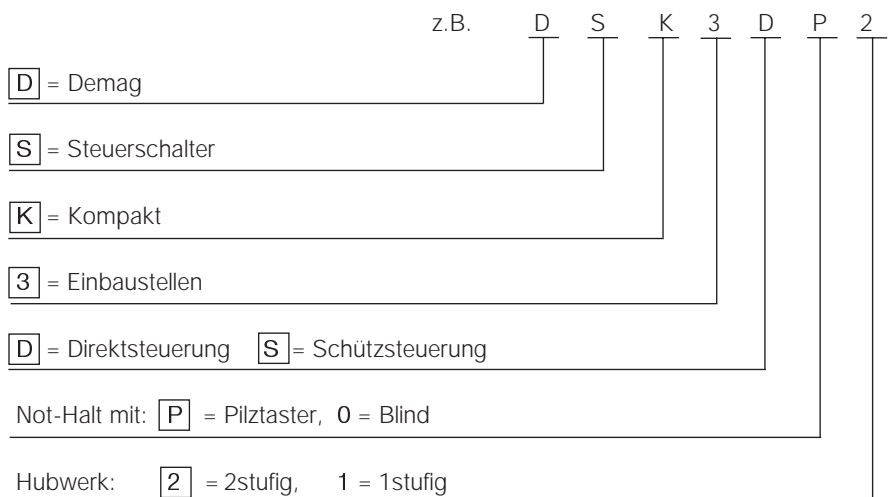 z.B. D S K 3 D P 2
D = Demag
S = Steuerschalter
K = Kompakt
3 = Einbaustellen
D = Direktsteuerung S = Schützsteuerung
Not-Halt mit: P = Pilztaster, 0 = Blind
Hubwerk: 2 = 2stufig, 1 = 1stufig